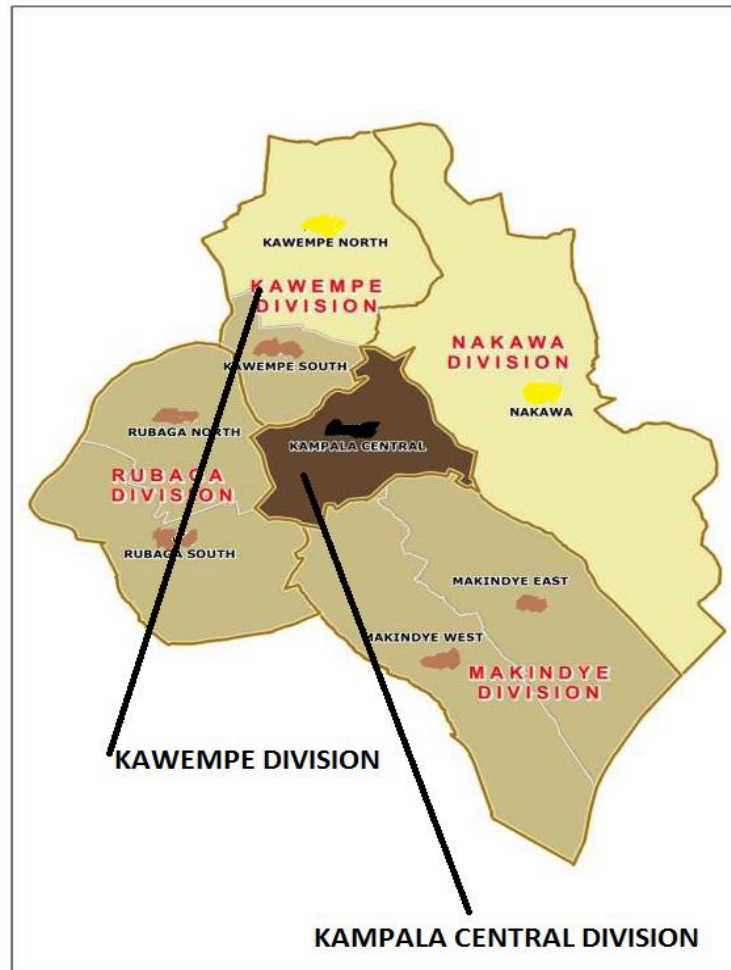 KAWEMPE NORTH
KAWEMPE
DIVISION
NAKAWA
DIVISION
KAWEMPE SOUTH
NAKAWA
RUBAGA NORTH
KAMPALA CENTRAL
RUBAGA
DIVISION
RUBAGA SOUTH
MAKINDYE EAST
MAKINDYE WEST
MAKINDYE
DIVISION
KAWEMPE DIVISION
KAMPALA CENTRAL DIVISION